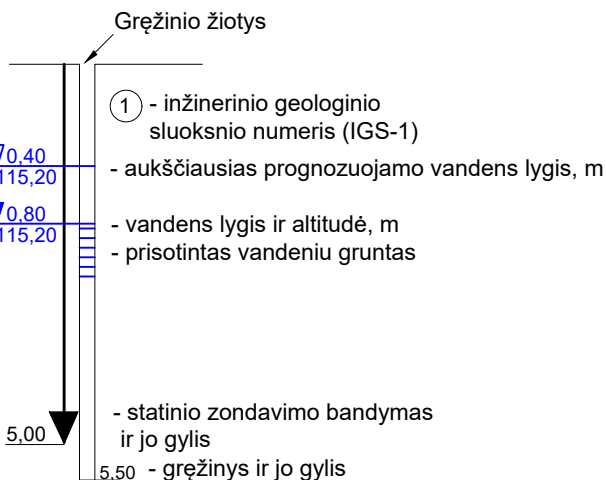 Gręžinio žiotys
1 - inžinerinio geologinio
sluoksnio numeris (IGS-1)
0,40
115,20
- aukščiausias prognozuojamo vandens lygis, m
0,80
115,20
- vandens lygis ir altitudė, m
- prisotintas vandeniu gruntas
- statinio zondavimo bandymas
ir jo gylis
5,00
5,50 - gręžinys ir jo gylis